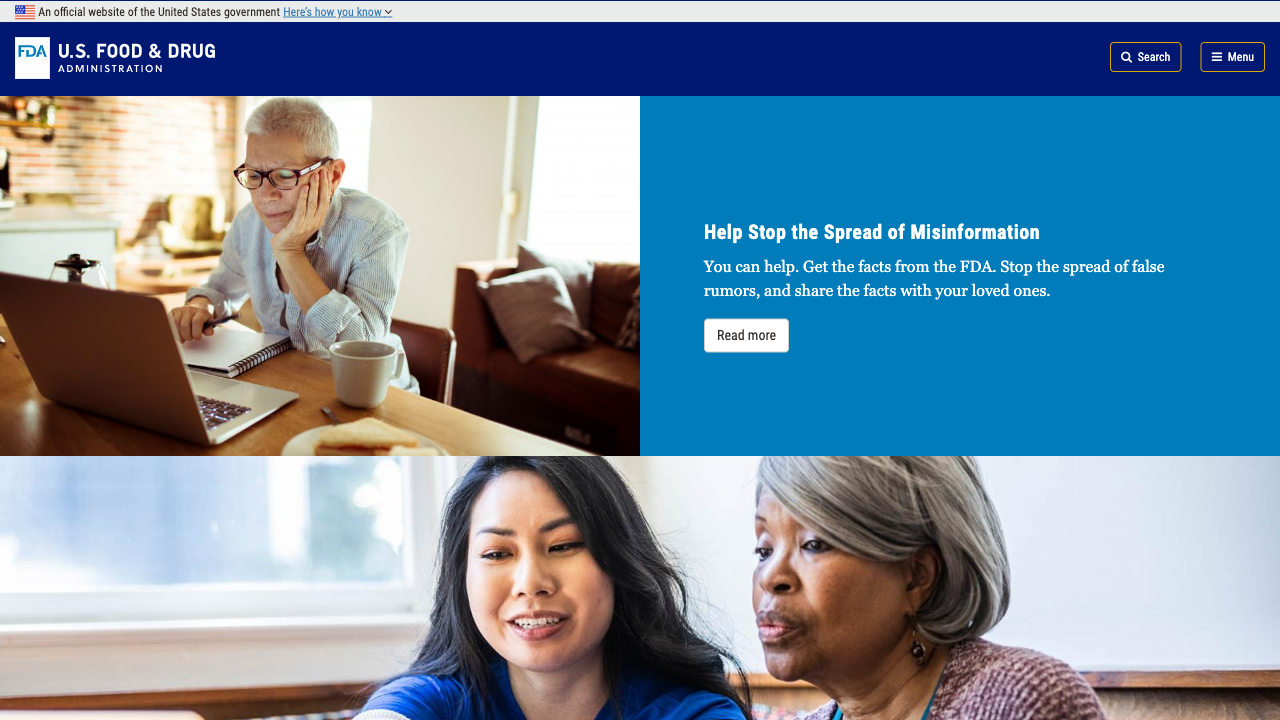 An official website of the United States government Here's how you know
FDA
U.S. FOOD & DRUG
ADMINISTRATION
Search
Menu
Help Stop the Spread of Misinformation
You can help. Get the facts from the FDA. Stop the spread of false
rumors, and share the facts with your loved ones.
Read more